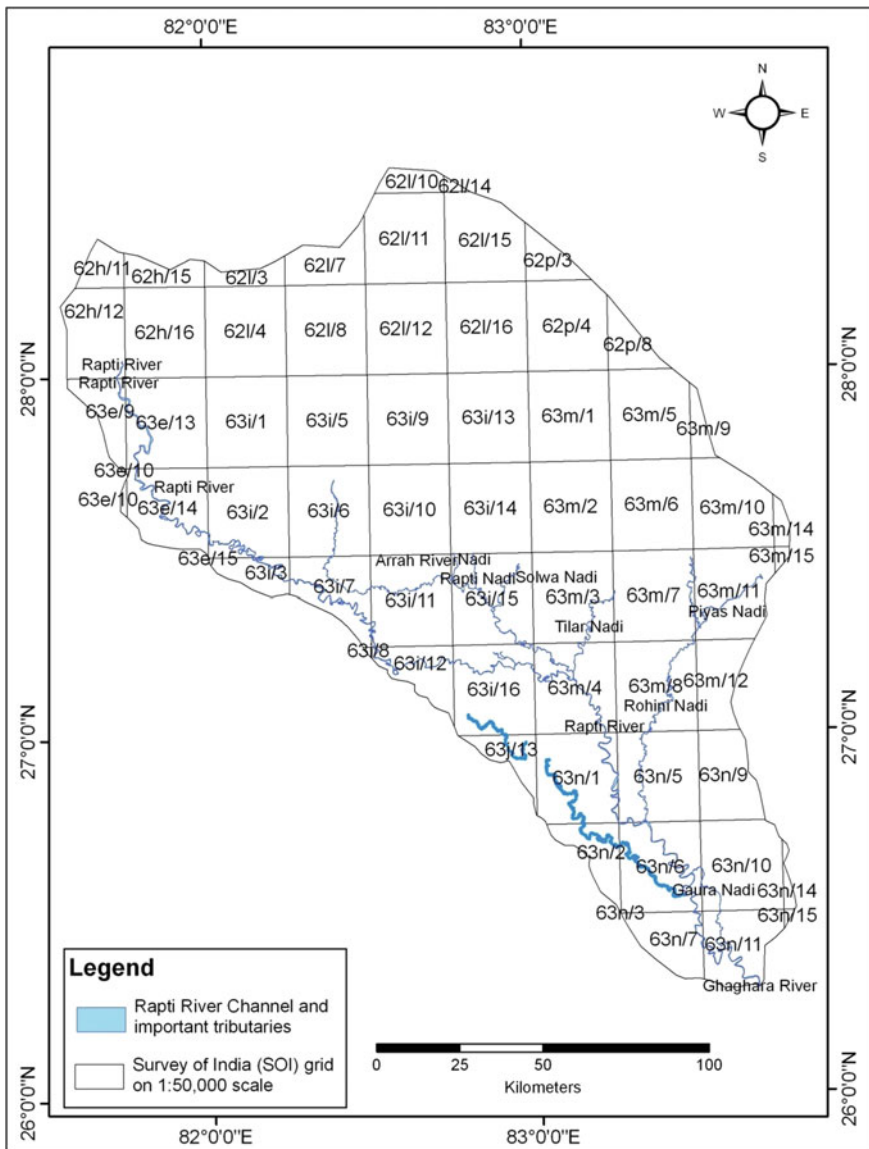 82°0'0"E
83°0'0"E
N
W
E
S
62l/10
62l/14
62l/11
62l/15
62p/3
62h/11
62h/15
62l/3
62l/7
62h/12
62h/16
62l/4
62l/8
62l/12
62l/16
62p/4
62p/8
Rapti River
Rapti River
28°0'0"N
28°0'0"N
63e/9
63e/13
63i/1
63i/5
63i/9
63i/13
63m/1
63m/5
63m/9
63e/10
Rapti River
63e/10
63e/14
63i/2
63i/6
63i/10
63i/14
63m/2
63m/6
63m/10
63m/14
63e/15
63i/3
63i/7
Arrah River
Nadi
Rapti Nadi
Solwa Nadi
63m/15
63i/11
63i/15
63m/3
63m/7
63m/11
Piyas Nadi
Tilar Nadi
63i/8
63i/12
63i/16
63m/4
63m/8
63m/12
Rohini Nadi
Rapti River
27°0'0"N
27°0'0"N
63j/13
63n/1
63n/5
63n/9
63n/2
63n/6
63n/10
Gaura Nadi
63n/14
63n/3
63n/15
63n/7
63n/11
Ghaghara River
Legend
Rapti River Channel and
important tributaries
Survey of India (SOI) grid
on 1:50,000 scale
0
25
50
100
Kilometers
26°0'0"N
26°0'0"N
82°0'0"E
83°0'0"E